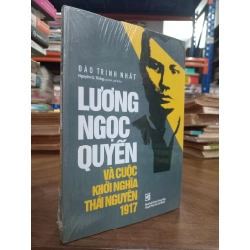 ĐÀO TRINH NHẤT
LƯƠNG
NGỌC
QUYẾN
VÀ CUỘC
KHỞI NGHĨA
THÁI NGUYÊN
1917